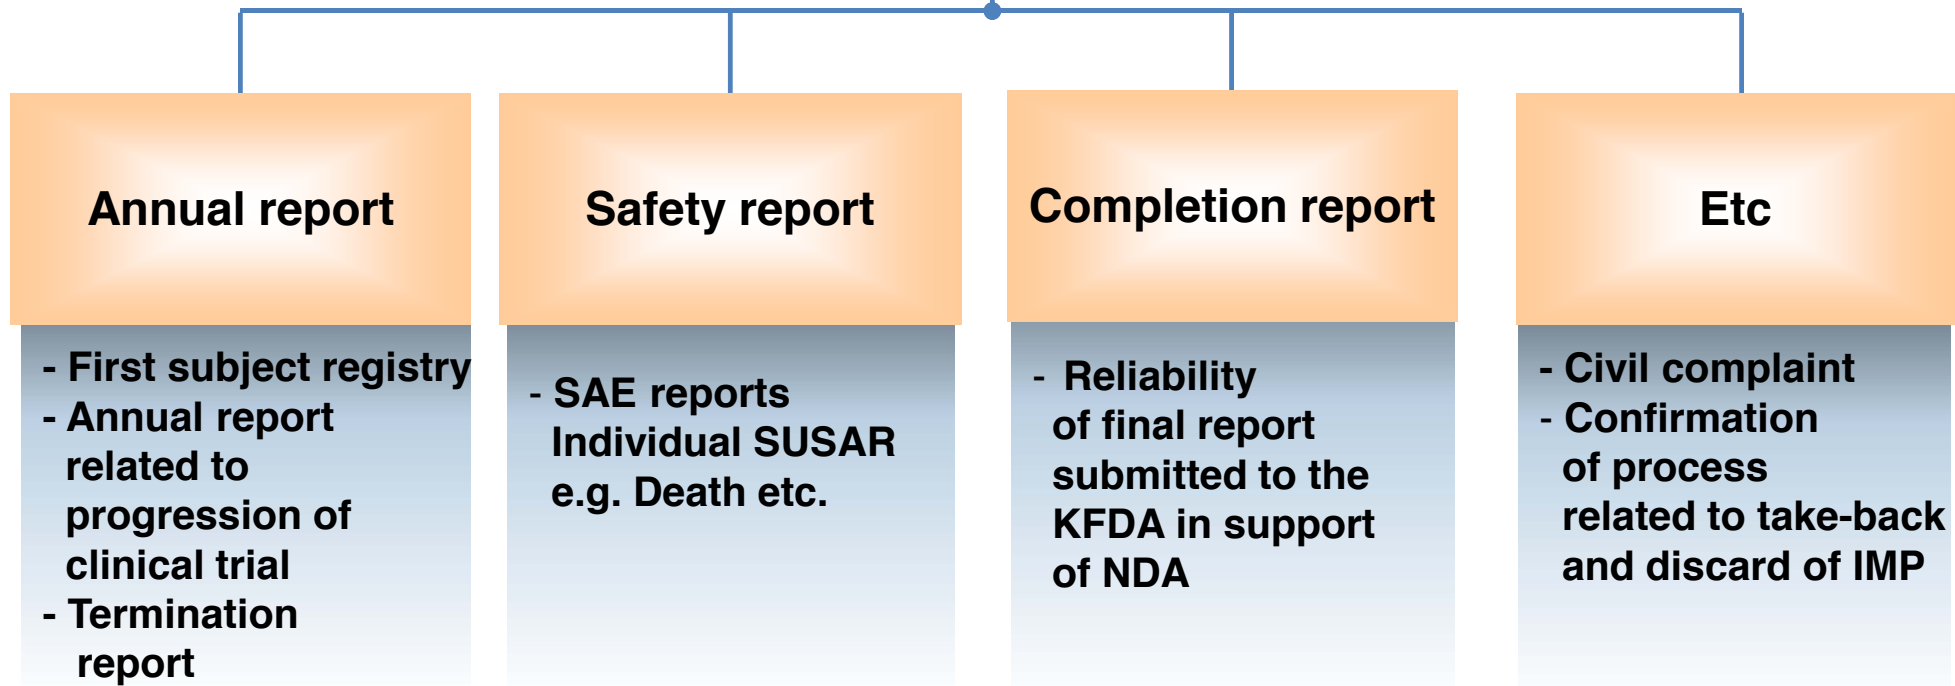 Annual report
- First subject registry
- Annual report
related to
progression of
clinical trial
- Termination
report
Safety report
- SAE reports
Individual SUSAR
e.g. Death etc.
Completion report
- Reliability
of final report
submitted to the
KFDA in support
of NDA
Etc
- Civil complaint
- Confirmation
of process
related to take-back
and discard of IMP